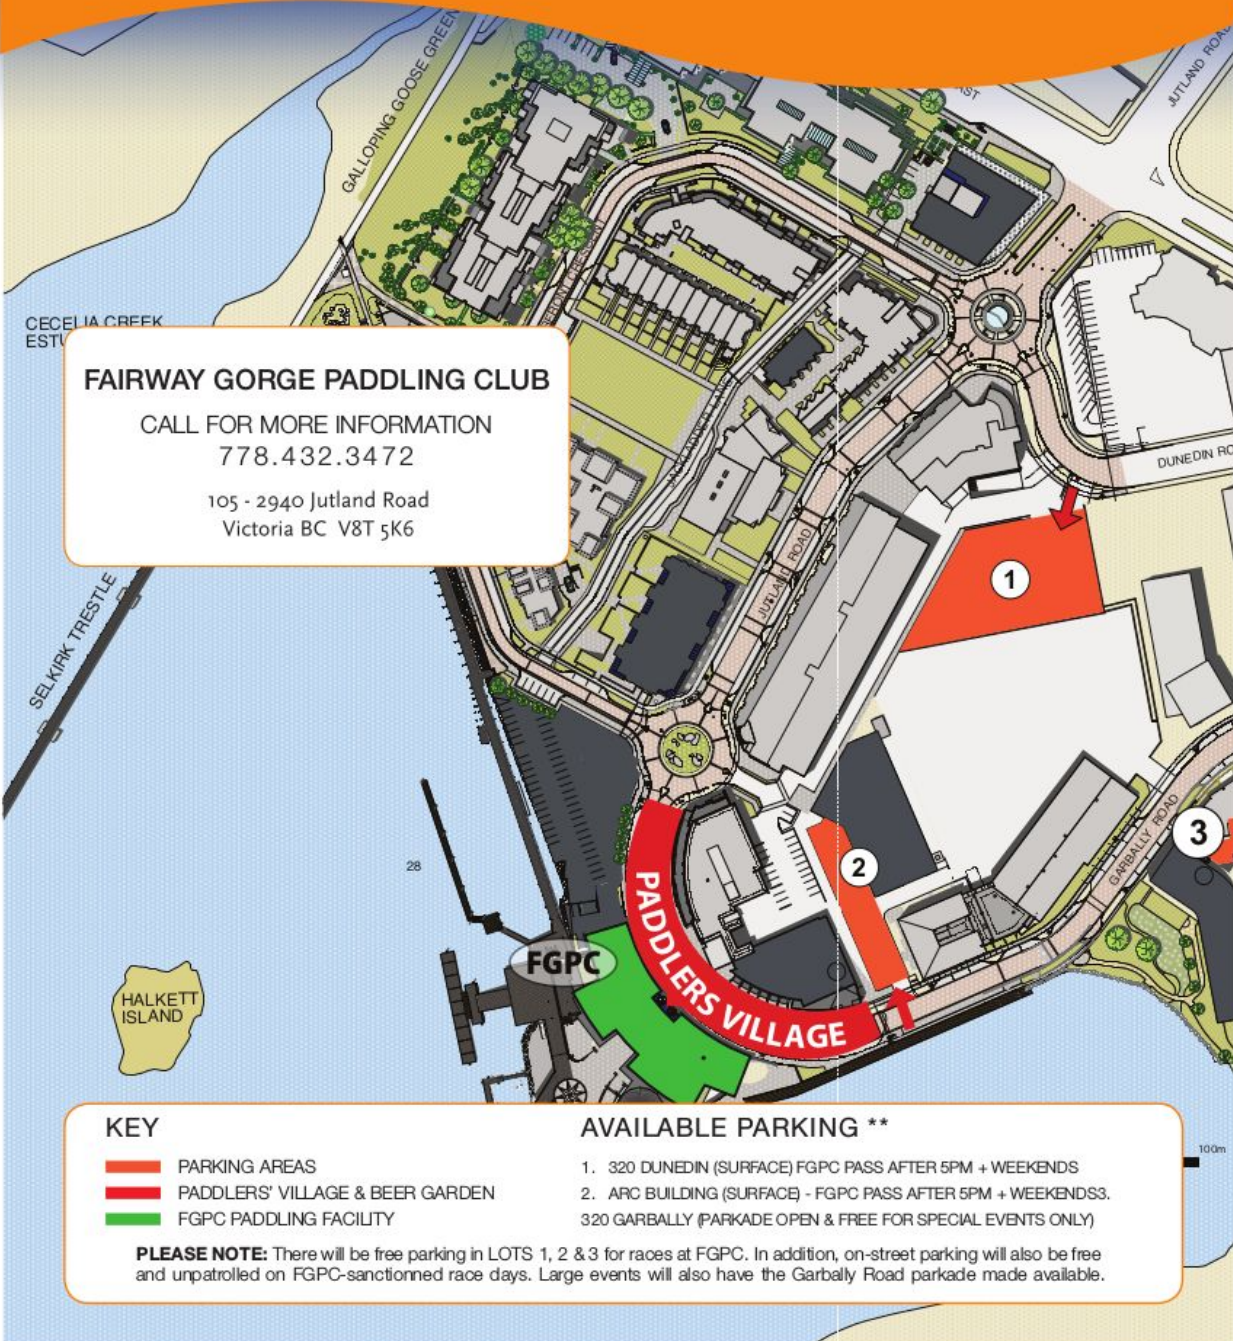 GALLOPING GOOSE GREEN
JUTLAND ROAD
CECELIA CREEK
FAIRWAY GORGE PADDLING CLUB
CALL FOR MORE INFORMATION
778.432.3472
105 - 2940 Jutland Road
Victoria BC V8T 5K6
DUNEDIN
1
JUTLAND ROAD
SELKIRK TRESTLE
GARBALLY ROAD
3
2
28
PADDLERS VILLAGE
FGPC
HALKETT
ISLAND
KEY
PARKING AREAS
PADDLERS' VILLAGE & BEER GARDEN
FGPC PADDLING FACILITY
AVAILABLE PARKING **
1. 320 DUNEDIN (SURFACE) FGPC PASS AFTER 5PM + WEEKENDS
2. ARC BUILDING (SURFACE) - FGPC PASS AFTER 5PM + WEEKENDS3.
320 GARBALLY (PARKADE OPEN & FREE FOR SPECIAL EVENTS ONLY)
100m
PLEASE NOTE: There will be free parking in LOTS 1, 2 & 3 for races at FGPC. In addition, on-street parking will also be free
and unpatrolled on FGPC-sanctionned race days. Large events will also have the Garbally Road parkade made available.